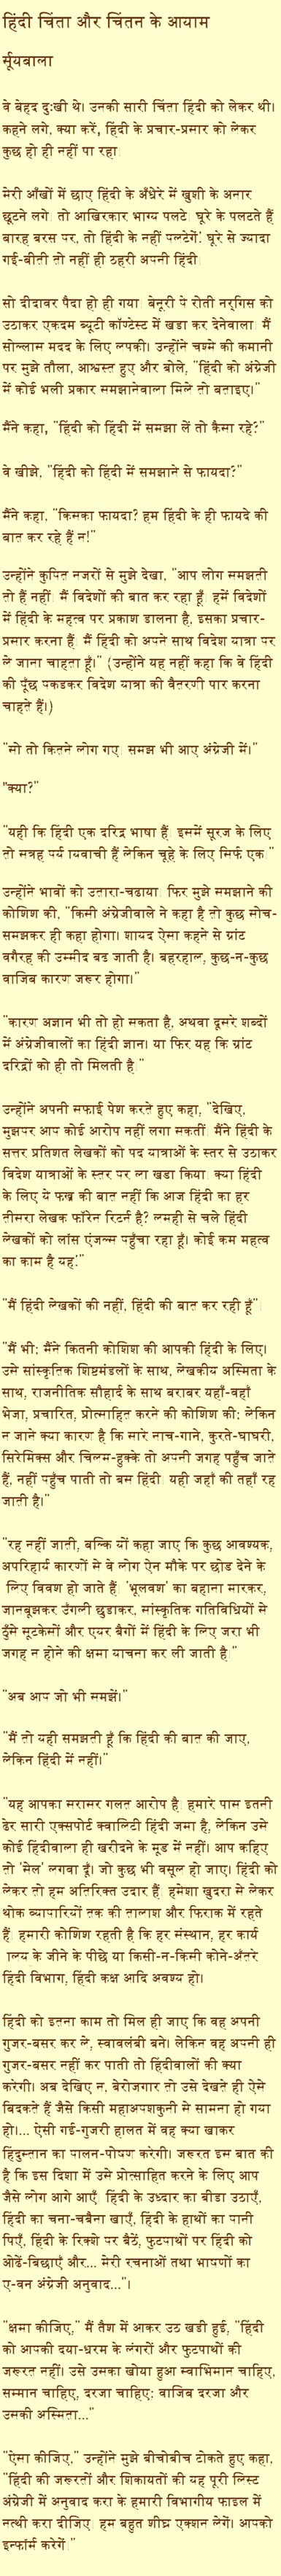 हिंदी चिंता और चिंतन के आयाम
र्सूयबाला
वे बेहद दुःखी थे। उनकी सारी चिंता हिंदी को लेकर थी।
कहने लगे, क्या करें, हिंदी के प्रचार-प्रसार को लेकर
कुछ हो ही नहीं पा रहा।
मेरी आँखों में छाए हिंदी के अँधेरे में खुशी के अनार
छूटने लगे। तो आखिरकार भाग्य पलटे। घूरे के पलटते हैं
बारह बरस पर, तो हिंदी के नहीं पल्टेगें! घूरे से ज्यादा
गई-बीती तो नहीं ही ठहरी अपनी हिंदी।
सो दीदावर पैदा हो ही गया। बेनूरी पे रोती नर्गिस को
उठाकर एकदम ब्यूटी कॉण्टेस्ट में खडा कर देनेवाला। मैं
सोल्लास मदद के लिए लपकी। उन्होंने चश्मे की कमानी
पर मुझे तौला, आश्वस्त हुए और बोले, "हिंदी को अंग्रेजी
में कोई भली प्रकार समझानेवाला मिले तो बताइए।"
मैंने कहा, "हिंदी को हिंदी में समझा लें तो कैसा रहे?"
वे खीझे, "हिंदी को हिंदी में समझाने से फायदा?"
मैंने कहा, "किसका फायदा? हम हिंदी के ही फायदे की
बात कर रहे हैं न!"
उन्होंने कुपित नजरों से मुझे देखा, "आप लोग समझती
तो हैं नहीं। मैं विदेशों की बात कर रहा हूँ। हमें विदेशों
में हिंदी के महत्व पर प्रकाश डालना है, इसका प्रचार-
प्रसार करना है। मैं हिंदी को अपने साथ विदेश यात्रा पर
ले जाना चाहता हूँ।" (उन्होंने यह नहीं कहा कि वे हिंदी
की पूँछ पकडकर विदेश यात्रा की वैतरणी पार करना
चाहते हैं।)
"सो तो कितने लोग गए। समझ भी आए अंग्रेजी में।"
"क्या?"
"यही कि हिंदी एक दरिद्र भाषा है। इसमें सूरज के लिए
तो सत्रह पर्य ायवाची हैं लेकिन चूहे के लिए सिर्फ एक।"
उन्होंने भावों को उतारा-चढाया। फिर मुझे समझाने की
कोशिश की, "किसी अंग्रेजीवाले ने कहा है तो कुछ सोच-
समझकर ही कहा होगा। शायद ऐसा कहने से ग्रांट
वगैरह की उम्मीद बढ जाती है। बहरहाल, कुछ-न-कुछ
वाजिब कारण जरूर होगा।"
"कारण अज्ञान भी तो हो सकता है, अथवा दूसरे शब्दों
में अंग्रेजीवालों का हिंदी ज्ञान। या फिर यह कि ग्रांट
दरिद्रों को ही तो मिलती है।"
उन्होंने अपनी सफाई पेश करते हुए कहा, "देखिए,
मुझपर आप कोई आरोप नहीं लगा सकतीं। मैंने हिंदी के
सत्तर प्रतिशत लेखकों को पद यात्राओं के स्तर से उठाकर
विदेश यात्राओं के स्तर पर ला खडा किया। क्या हिंदी
के लिए ये फख्र की बात नहीं कि आज हिंदी का हर
तीसरा लेखक फॉरेन रिटर्न है? लमही से चले हिंदी
लेखकों को लांस एंजल्स पहुँचा रहा हूँ। कोई कम महत्व
का काम है यह!"
"मैं हिंदी लेखकों की नहीं, हिंदी की बात कर रही हूँ"।
"मैं भी; मैंने कितनी कोशिश की आपकी हिंदी के लिए।
उसे सांस्कृतिक शिष्टमंडलों के साथ, लेखकीय अस्मिता के
साथ, राजनीतिक सौहार्द के साथ बराबर यहाँ-वहाँ
भेजा, प्रचारित, प्रोत्साहित करने की कोशिश की; लेकिन
न जाने क्या कारण है कि सारे नाच-गाने, कुरते-घाघरी,
सिरेमिक्स और चिलम-हुक्के तो अपनी जगह पहुँच जाते
हैं, नहीं पहुँच पाती तो बस हिंदी। यही जहाँ की तहाँ रह
जाती है।"
"रह नहीं जाती, बल्कि यों कहा जाए कि कुछ आवश्यक,
अपरिहार्य कारणों से वे लोग ऐन मौके पर छोड देने के
लिए विवश हो जाते हैं। 'भूलवश' का बहाना मारकर,
जानबूझकर उँगली छुडाकर, सांस्कृतिक गतिविधियों से
ठुँसे सूटकेसों और एयर बैगों में हिंदी के लिए जरा भी
जगह न होने की क्षमा याचना कर ली जाती है।"
"अब आप जो भी समझें।"
"मैं तो यही समझती हूँ कि हिंदी की बात की जाए,
लेकिन हिंदी में नहीं।"
"यह आपका सरासर गलत आरोप है। हमारे पास इतनी
ढेर सारी एक्सपोर्ट क्वालिटी हिंदी जमा है, लेकिन उसे
कोई हिंदीवाला ही खरीदने के मूड में नहीं। आप कहिए
तो 'सेल' लगवा दूँ। जो कुछ भी वसूल हो जाए। हिंदी को
लेकर तो हम अतिरिक्त उदार हैं। हमेशा खुदरा से लेकर
थोक व्यापारियों तक की तालाश और फिराक में रहते
हैं। हमारी कोशिश रहती है कि हर संस्थान, हर कार्य
ालय के जीने के पीछे या किसी-न-किसी कोने-अँतरे
हिंदी विभाग, हिंदी कक्ष आदि अवश्य हो।
हिंदी को इतना काम तो मिल ही जाए कि वह अपनी
गुजर-बसर कर ले, स्वावलंबी बने। लेकिन वह अपनी ही
गुजर-बसर नहीं कर पाती तो हिंदीवालों की क्या
करेगी। अब देखिए न, बेरोजगार तो उसे देखते ही ऐसे
बिदकते हैं जैसे किसी महाअपशकुनी से सामना हो गया
हो।... ऐसी गई-गुजरी हालत में वह क्या खाकर
हिंदुस्तान का पालन-पोषण करेगी। जरूरत इस बात की
है कि इस दिशा में उसे प्रोत्साहित करने के लिए आप
जैसे लोग आगे आएँ। हिंदी के उध्दार का बीडा उठाएँ,
हिंदी का चना-चबैना खाएँ, हिंदी के हाथों का पानी
पिएँ, हिंदी के रिक्शे पर बैठें, फुटपाथों पर हिंदी को
ओढें-बिछाएँ और... मेरी रचनाओं तथा भाषणों का
ए-वन अंग्रेजी अनुवाद..."।
"क्षमा कीजिए," मैं तैश में आकर उठ खडी हुई, "हिंदी
को आपकी दया-धरम के लंगरों और फुटपाथों की
जरूरत नहीं। उसे उसका खोया हुआ स्वाभिमान चाहिए,
सम्मान चाहिए, दरजा चाहिए; वाजिब दरजा और
उसकी अस्मिता..."
"ऐसा कीजिए," उन्होंने मुझे बीचोबीच टोकते हुए कहा,
"हिंदी की जरूरतों और शिकायतों की यह पूरी लिस्ट
अंग्रेजी में अनुवाद करा के हमारी विभागीय फाइल में
नत्थी करा दीजिए। हम बहुत शीघ्र एक्शन लेगें। आपको
इन्फॉर्म करेगें।"